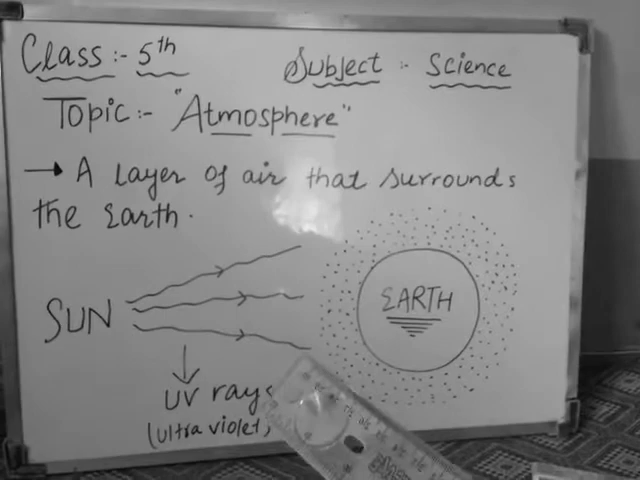 Class :- 5th
Subject :- Science
Topic :- "Atmosphere"
→ A layer of air that surrounds
the Earth.
SUN
EARTH
UV rays
(ultra violet)